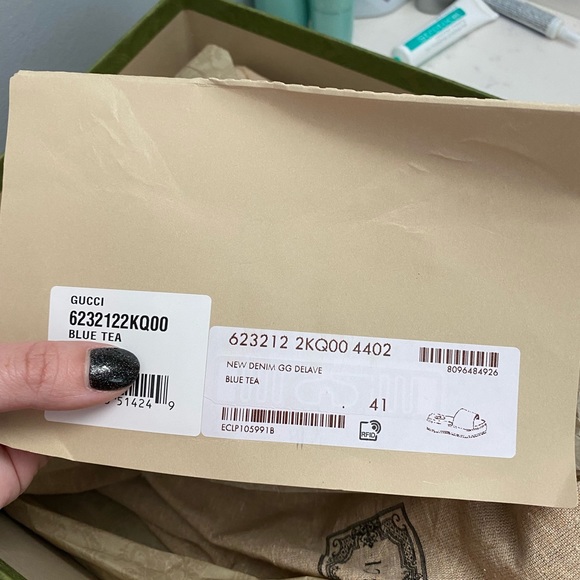 GUCCI
6232122KQ00
BLUE TEA
51424 9
623212 2KQ00 4402
8096484926
NEW DENIM GG DELAVE
BLUE TEA
41
ECLP105991B
RFID